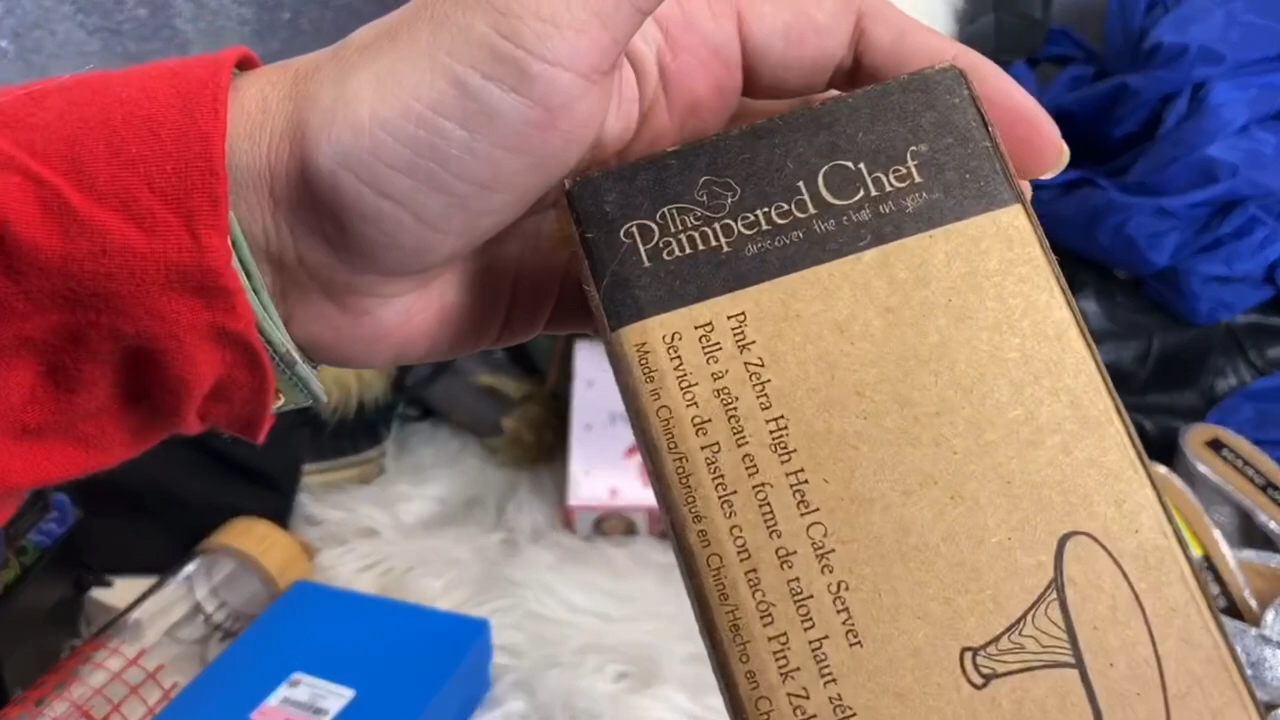 The
Pampered Chef®
discover the chef in you...
Pink Zebra High Heel Cake Server
Pelle à gâteau en forme de talon haut
Servidor de Pasteles con tacón Pink
Made in China/Fabriqué en Chine/Hecho en